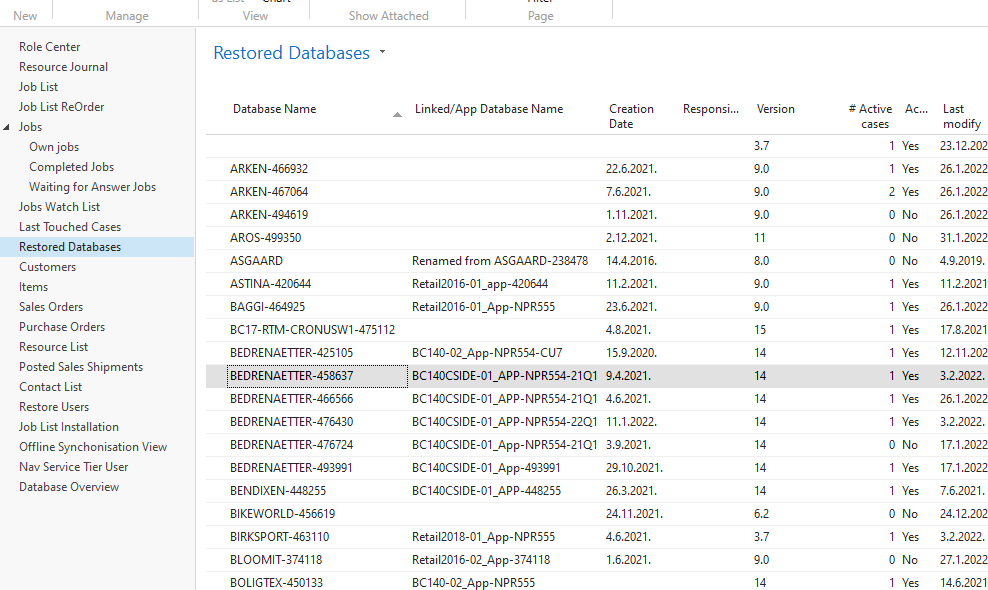 as List Chart Filter
New Manage View Show Attached Page
Role Center
Resource Journal
Job List
Job List ReOrder
Jobs
Own jobs
Completed Jobs
Waiting for Answer Jobs
Jobs Watch List
Last Touched Cases
Restored Databases
Customers
Items
Sales Orders
Purchase Orders
Resource List
Posted Sales Shipments
Contact List
Restore Users
Job List Installation
Offline Synchonisation View
Nav Service Tier User
Database Overview
Restored Databases
Database Name Linked/App Database Name Creation Date Responsi... Version # Active cases Ac... Last modify
3.7 1 Yes 23.12.202
ARKEN-466932 22.6.2021. 9.0 1 Yes 26.1.2022
ARKEN-467064 7.6.2021. 9.0 2 Yes 26.1.2022
ARKEN-494619 1.11.2021. 9.0 0 No 26.1.2022
AROS-499350 2.12.2021. 11 0 No 31.1.2022
ASGAARD Renamed from ASGAARD-238478 14.4.2016. 8.0 0 No 4.9.2019.
ASTINA-420644 Retail2016-01_app-420644 11.2.2021. 9.0 1 Yes 11.2.2021
BAGGI-464925 Retail2016-01_App-NPR555 23.6.2021. 9.0 1 Yes 26.1.2022
BC17-RTM-CRONUSW1-475112 4.8.2021. 15 1 Yes 17.8.2021
BEDRENAETTER-425105 BC140-02_App-NPR554-CU7 15.9.2020. 14 1 Yes 12.11.202
BEDRENAETTER-458637 BC140CSIDE-01_APP-NPR554-21Q1 9.4.2021. 14 1 Yes 3.2.2022.
BEDRENAETTER-466566 BC140CSIDE-01_APP-NPR554-21Q1 4.6.2021. 14 1 Yes 26.1.2022
BEDRENAETTER-476430 BC140CSIDE-01_APP-NPR554-22Q1 11.1.2022. 14 1 Yes 3.2.2022.
BEDRENAETTER-476724 BC140CSIDE-01_APP-NPR554-21Q1 3.9.2021. 14 0 No 17.1.2022
BEDRENAETTER-493991 BC140CSIDE-01_App-493991 29.10.2021. 14 1 Yes 17.1.2022
BENDIXEN-448255 BC140CSIDE-01_APP-448255 26.3.2021. 14 1 Yes 7.6.2021.
BIKEWORLD-456619 24.11.2021. 6.2 0 No 24.12.202
BIRKSPORT-463110 Retail2018-01_App-NPR555 4.6.2021. 3.7 1 Yes 3.2.2022.
BLOOMIT-374118 Retail2016-02_App-374118 1.6.2021. 9.0 0 No 27.1.2022
BOLIGTEX-450133 BC140-02_App-NPR555 14 1 Yes 14.6.2021